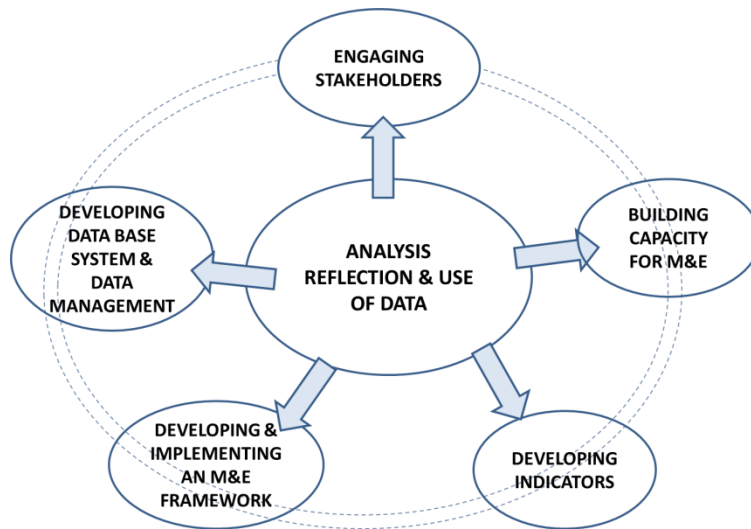 ENGAGING
STAKEHOLDERS
DEVELOPING
DATA BASE
SYSTEM &
DATA
MANAGEMENT
ANALYSIS
REFLECTION & USE
OF DATA
BUILDING
CAPACITY
FOR M&E
DEVELOPING &
IMPLEMENTING
AN M&E
FRAMEWORK
DEVELOPING
INDICATORS